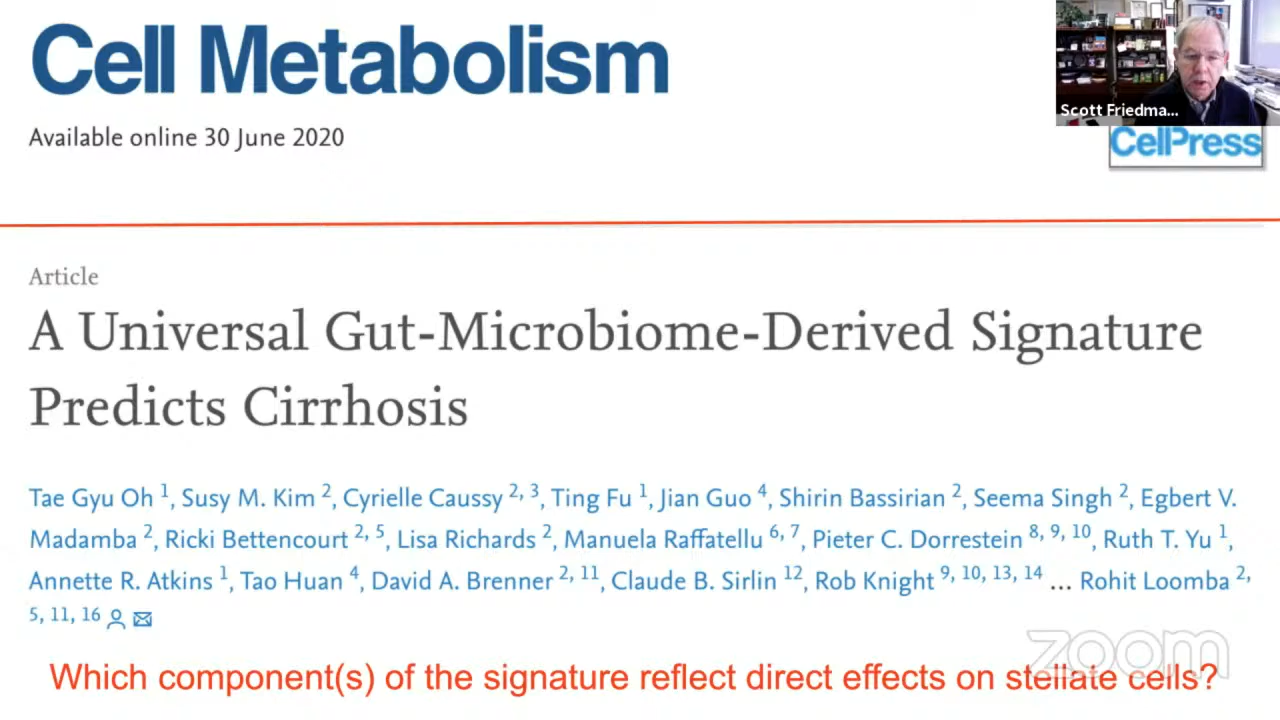 Cell Metabolism
Scott Friedma...
Available online 30 June 2020
CellPress
Article
A Universal Gut-Microbiome-Derived Signature
Predicts Cirrhosis
Tae Gyu Oh 1, Susy M. Kim 2, Cyrielle Caussy 2, 3, Ting Fu 1, Jian Guo 4, Shirin Bassirian 2, Seema Singh 2, Egbert V.
Madamba 2, Ricki Bettencourt 2, 5, Lisa Richards 2, Manuela Raffatellu 6, 7, Pieter C. Dorrestein 8, 9, 10, Ruth T. Yu 1,
Annette R. Atkins 1, Tao Huan 4, David A. Brenner 2, 11, Claude B. Sirlin 12, Rob Knight 9, 10, 13, 14 ... Rohit Loomba 2,
5, 11, 16
zoom
Which component(s) of the signature reflect direct effects on stellate cells?